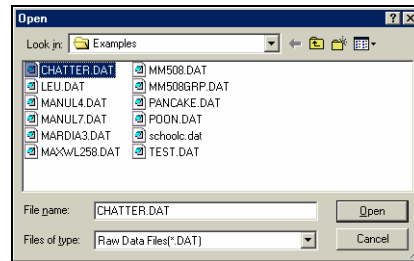 Open
Look in: Examples
CHATTER.DAT MM508.DAT
LEU.DAT MM508GRP.DAT
MANUL4.DAT PANCAKE.DAT
MANUL7.DAT POON.DAT
MARDIA3.DAT schoolc.dat
MAXWL258.DAT TEST.DAT
File name: CHATTER.DAT Open
Files of type: Raw Data Files(*.DAT) Cancel